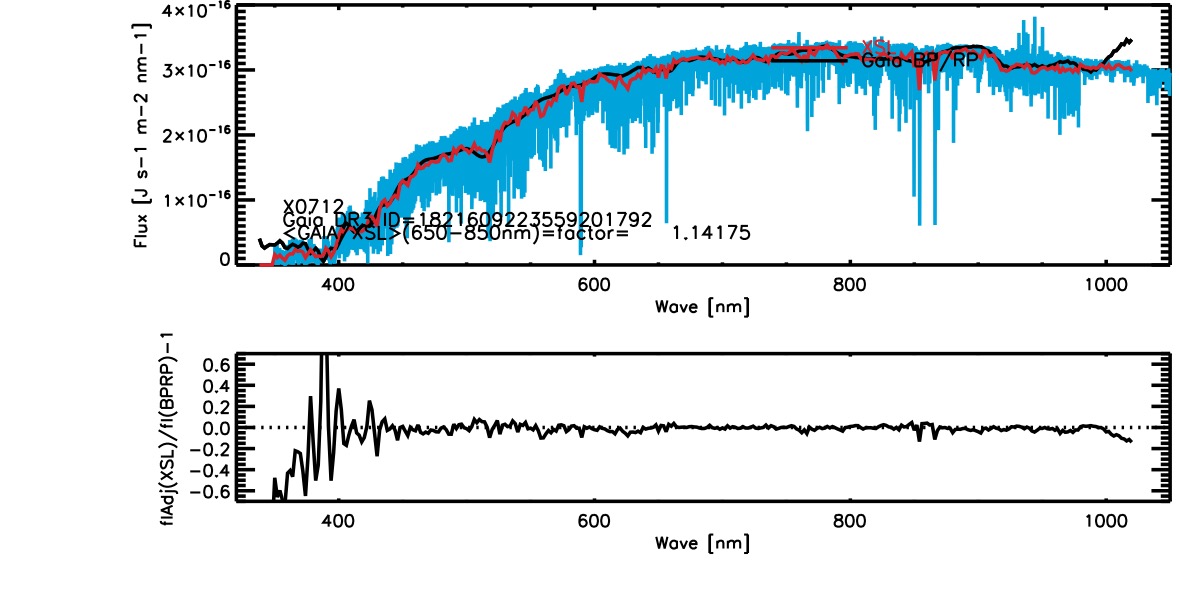 4×10−16
3×10−16
2×10−16
1×10−16
0
Flux [J s−1 m−2 nm−1]
XSL
Gaia BP/RP
X0712
Gaia DR3 ID=1821609223559201792
<GAIA/XSL>(650−850nm)=factor= 1.14175
400 600 800 1000
Wave [nm]
0.6
0.4
0.2
0.0
−0.2
−0.4
−0.6
flAdj(XSL)/fl(BPRP)−1
400 600 800 1000
Wave [nm]